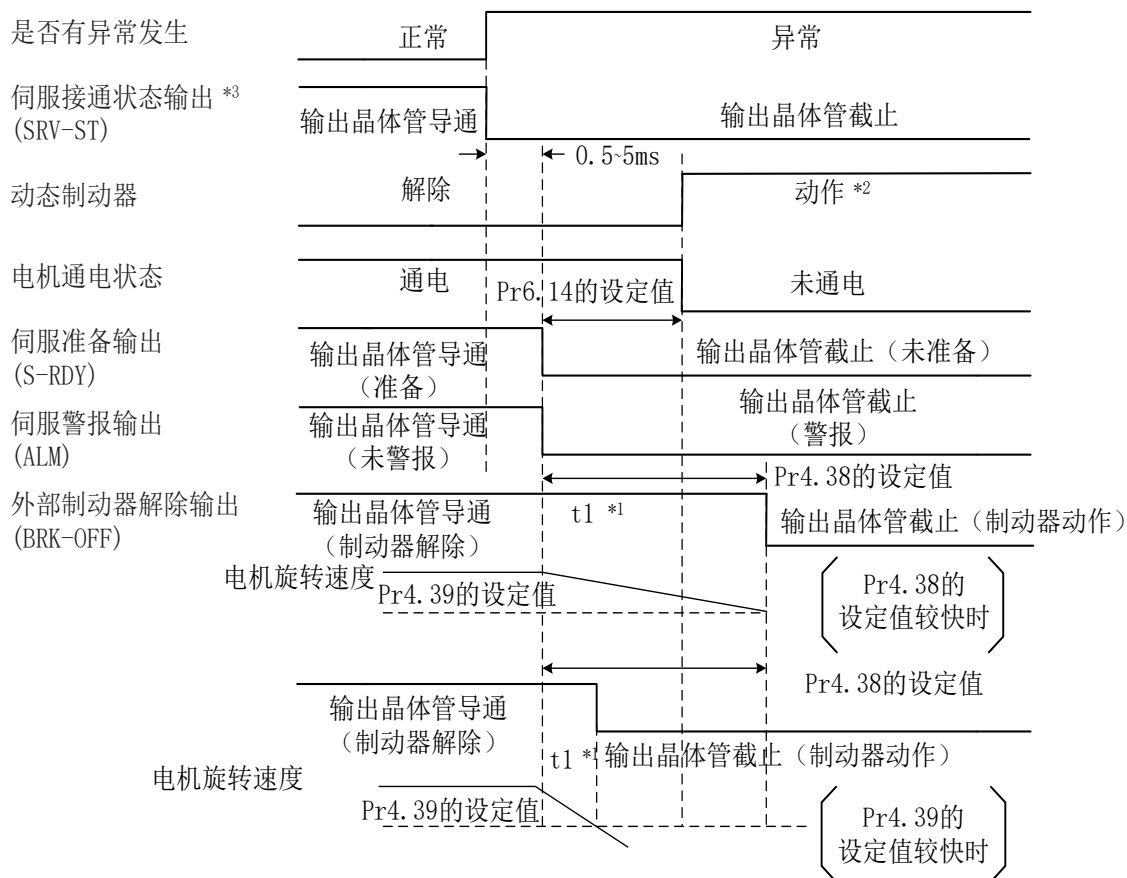 是否有异常发生
正常
异常
伺服接通状态输出 *3
(SRV-ST)
输出晶体管导通
输出晶体管截止
0.5~5ms
动态制动器
解除
动作 *2
电机通电状态
通电
Pr6.14的设定值
未通电
伺服准备输出
(S-RDY)
输出晶体管导通
（准备）
输出晶体管截止（未准备）
伺服警报输出
(ALM)
输出晶体管导通
（未警报）
输出晶体管截止
（警报）
Pr4.38的设定值
外部制动器解除输出
(BRK-OFF)
输出晶体管导通
（制动器解除）
t1 *1
输出晶体管截止（制动器动作）
电机旋转速度
Pr4.39的设定值
Pr4.38的
设定值较快时
Pr4.38的设定值
输出晶体管导通
（制动器解除）
t1 *1
输出晶体管截止（制动器动作）
电机旋转速度
Pr4.39的设定值
Pr4.39的
设定值较快时